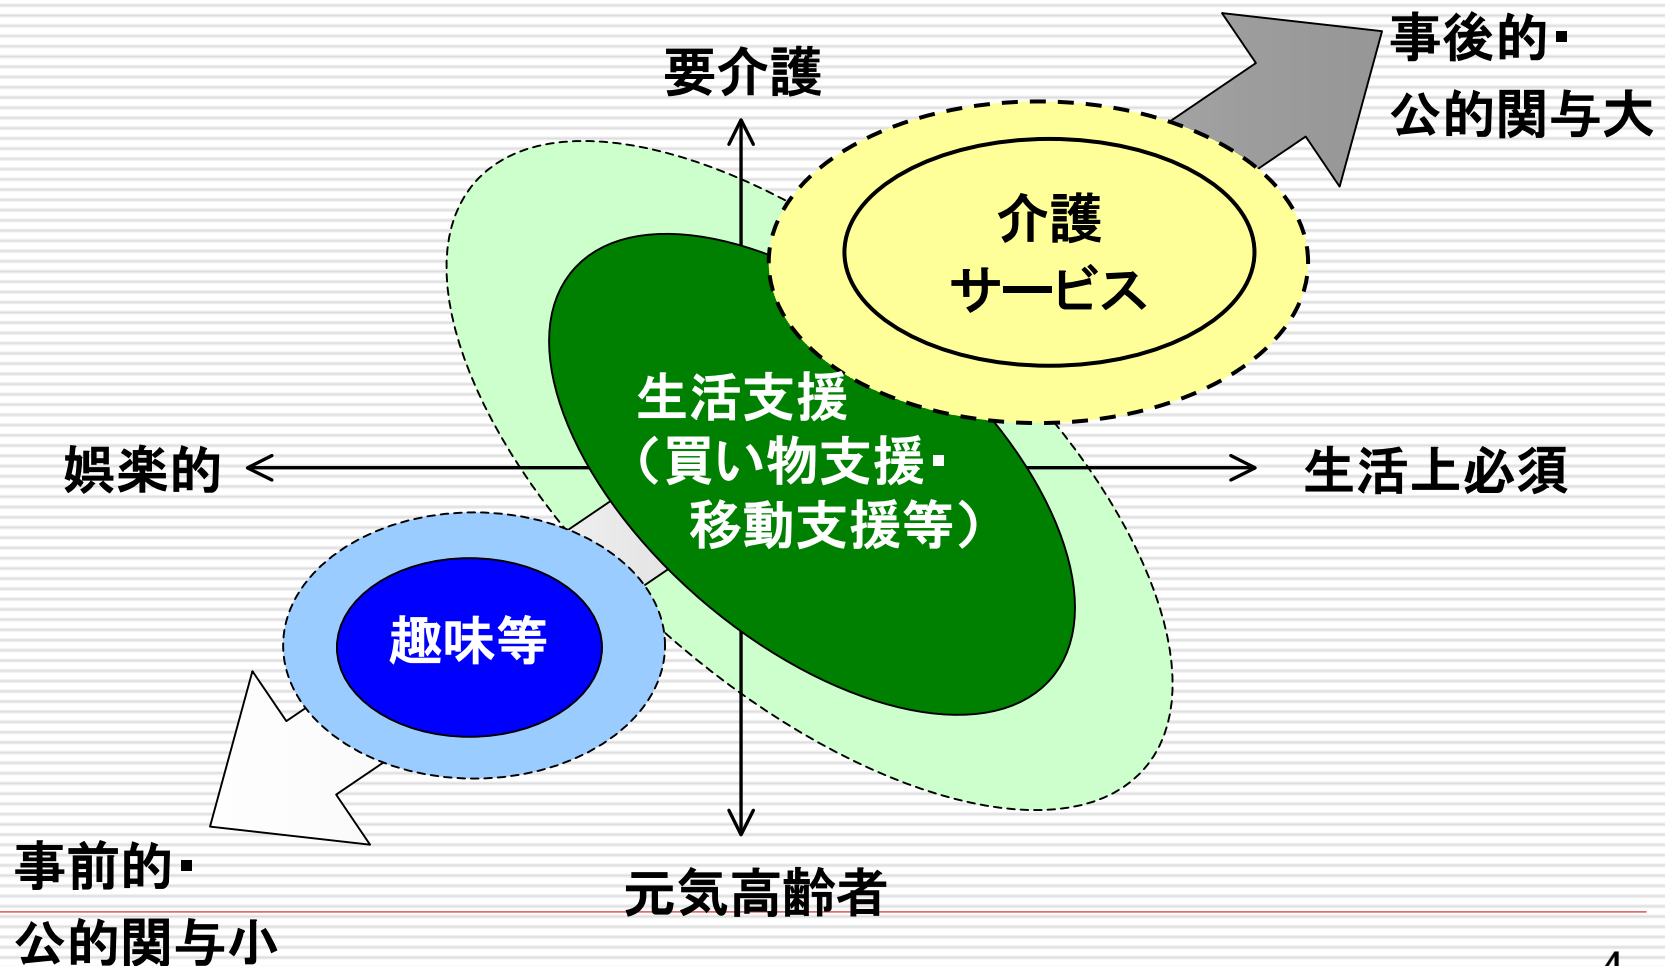 事後的・
公的関与大
要介護
介護
サービス
生活支援
（買い物支援・
移動支援等）
娯楽的
生活上必須
趣味等
事前的・
公的関与小
元気高齢者
4